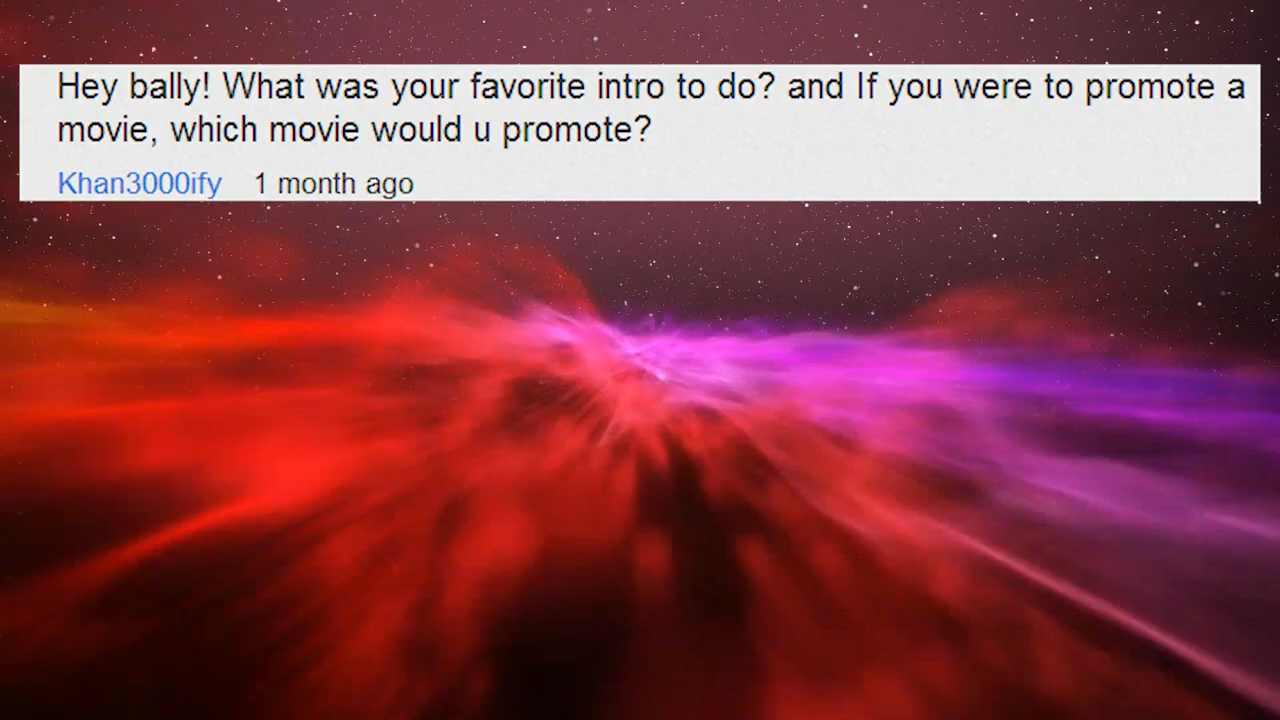 Hey bally! What was your favorite intro to do? and If you were to promote a
movie, which movie would u promote?
Khan3000ify 1 month ago